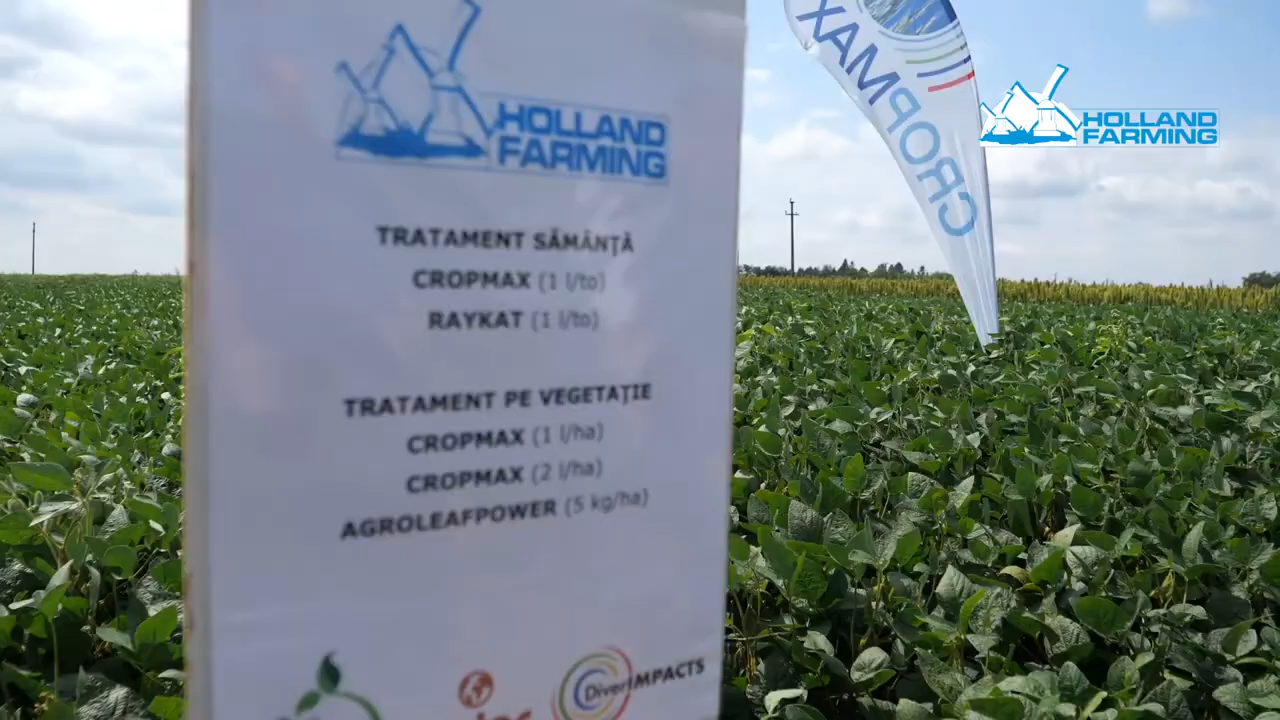 HOLLAND
FARMING
TRATAMENT SĂMÂNȚĂ
CROPMAX (1 l/to)
RAYKAT (1 l/to)
TRATAMENT PE VEGETAȚIE
CROPMAX (1 l/ha)
CROPMAX (2 l/ha)
AGROLEAFPOWER (5 kg/ha)
DiverIMPACTS
CROPMAX
HOLLAND
FARMING